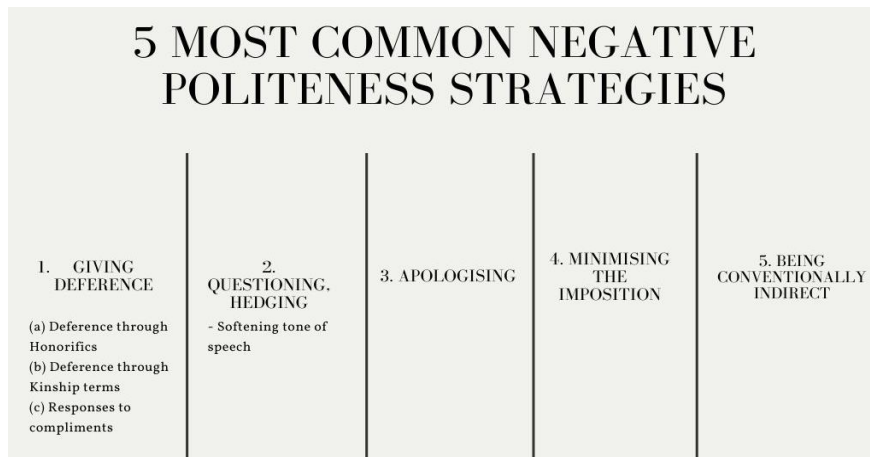 5 MOST COMMON NEGATIVE
POLITENESS STRATEGIES
1. GIVING
DEFERENCE
(a) Deference through
Honorifics
(b) Deference through
Kinship terms
(c) Responses to
compliments
2.
QUESTIONING,
HEDGING
- Softening tone of
speech
3. APOLOGISING
4. MINIMISING
THE
IMPOSITION
5. BEING
CONVENTIONALLY
INDIRECT